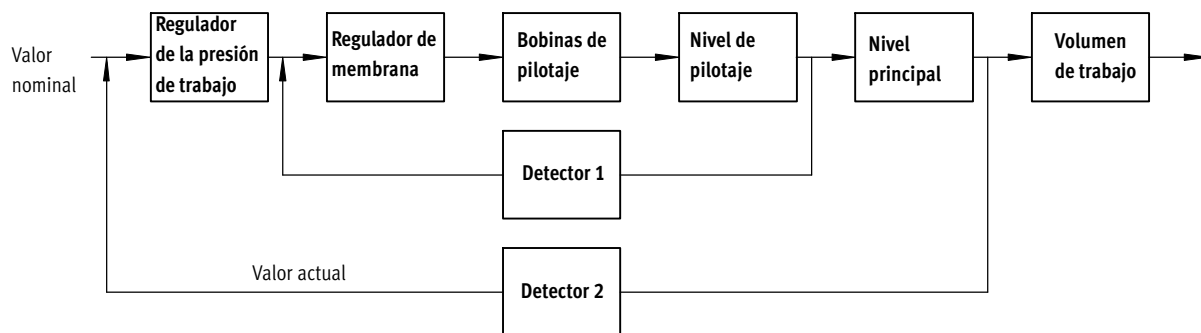 Valor
nominal
Regulador
de la presión
de trabajo
Regulador de
membrana
Bobinas de
pilotaje
Nivel de
pilotaje
Nivel
principal
Volumen
de trabajo
Detector 1
Valor actual
Detector 2